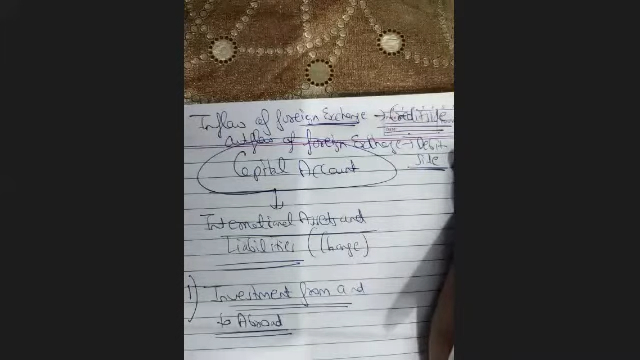 Inflow of foreign Exchange → Credit side
outflow of foreign Exchange → Debit side
Capital Account
↓
International Assets and
Liabilities (Change)
1) Investment from and
to Abroad